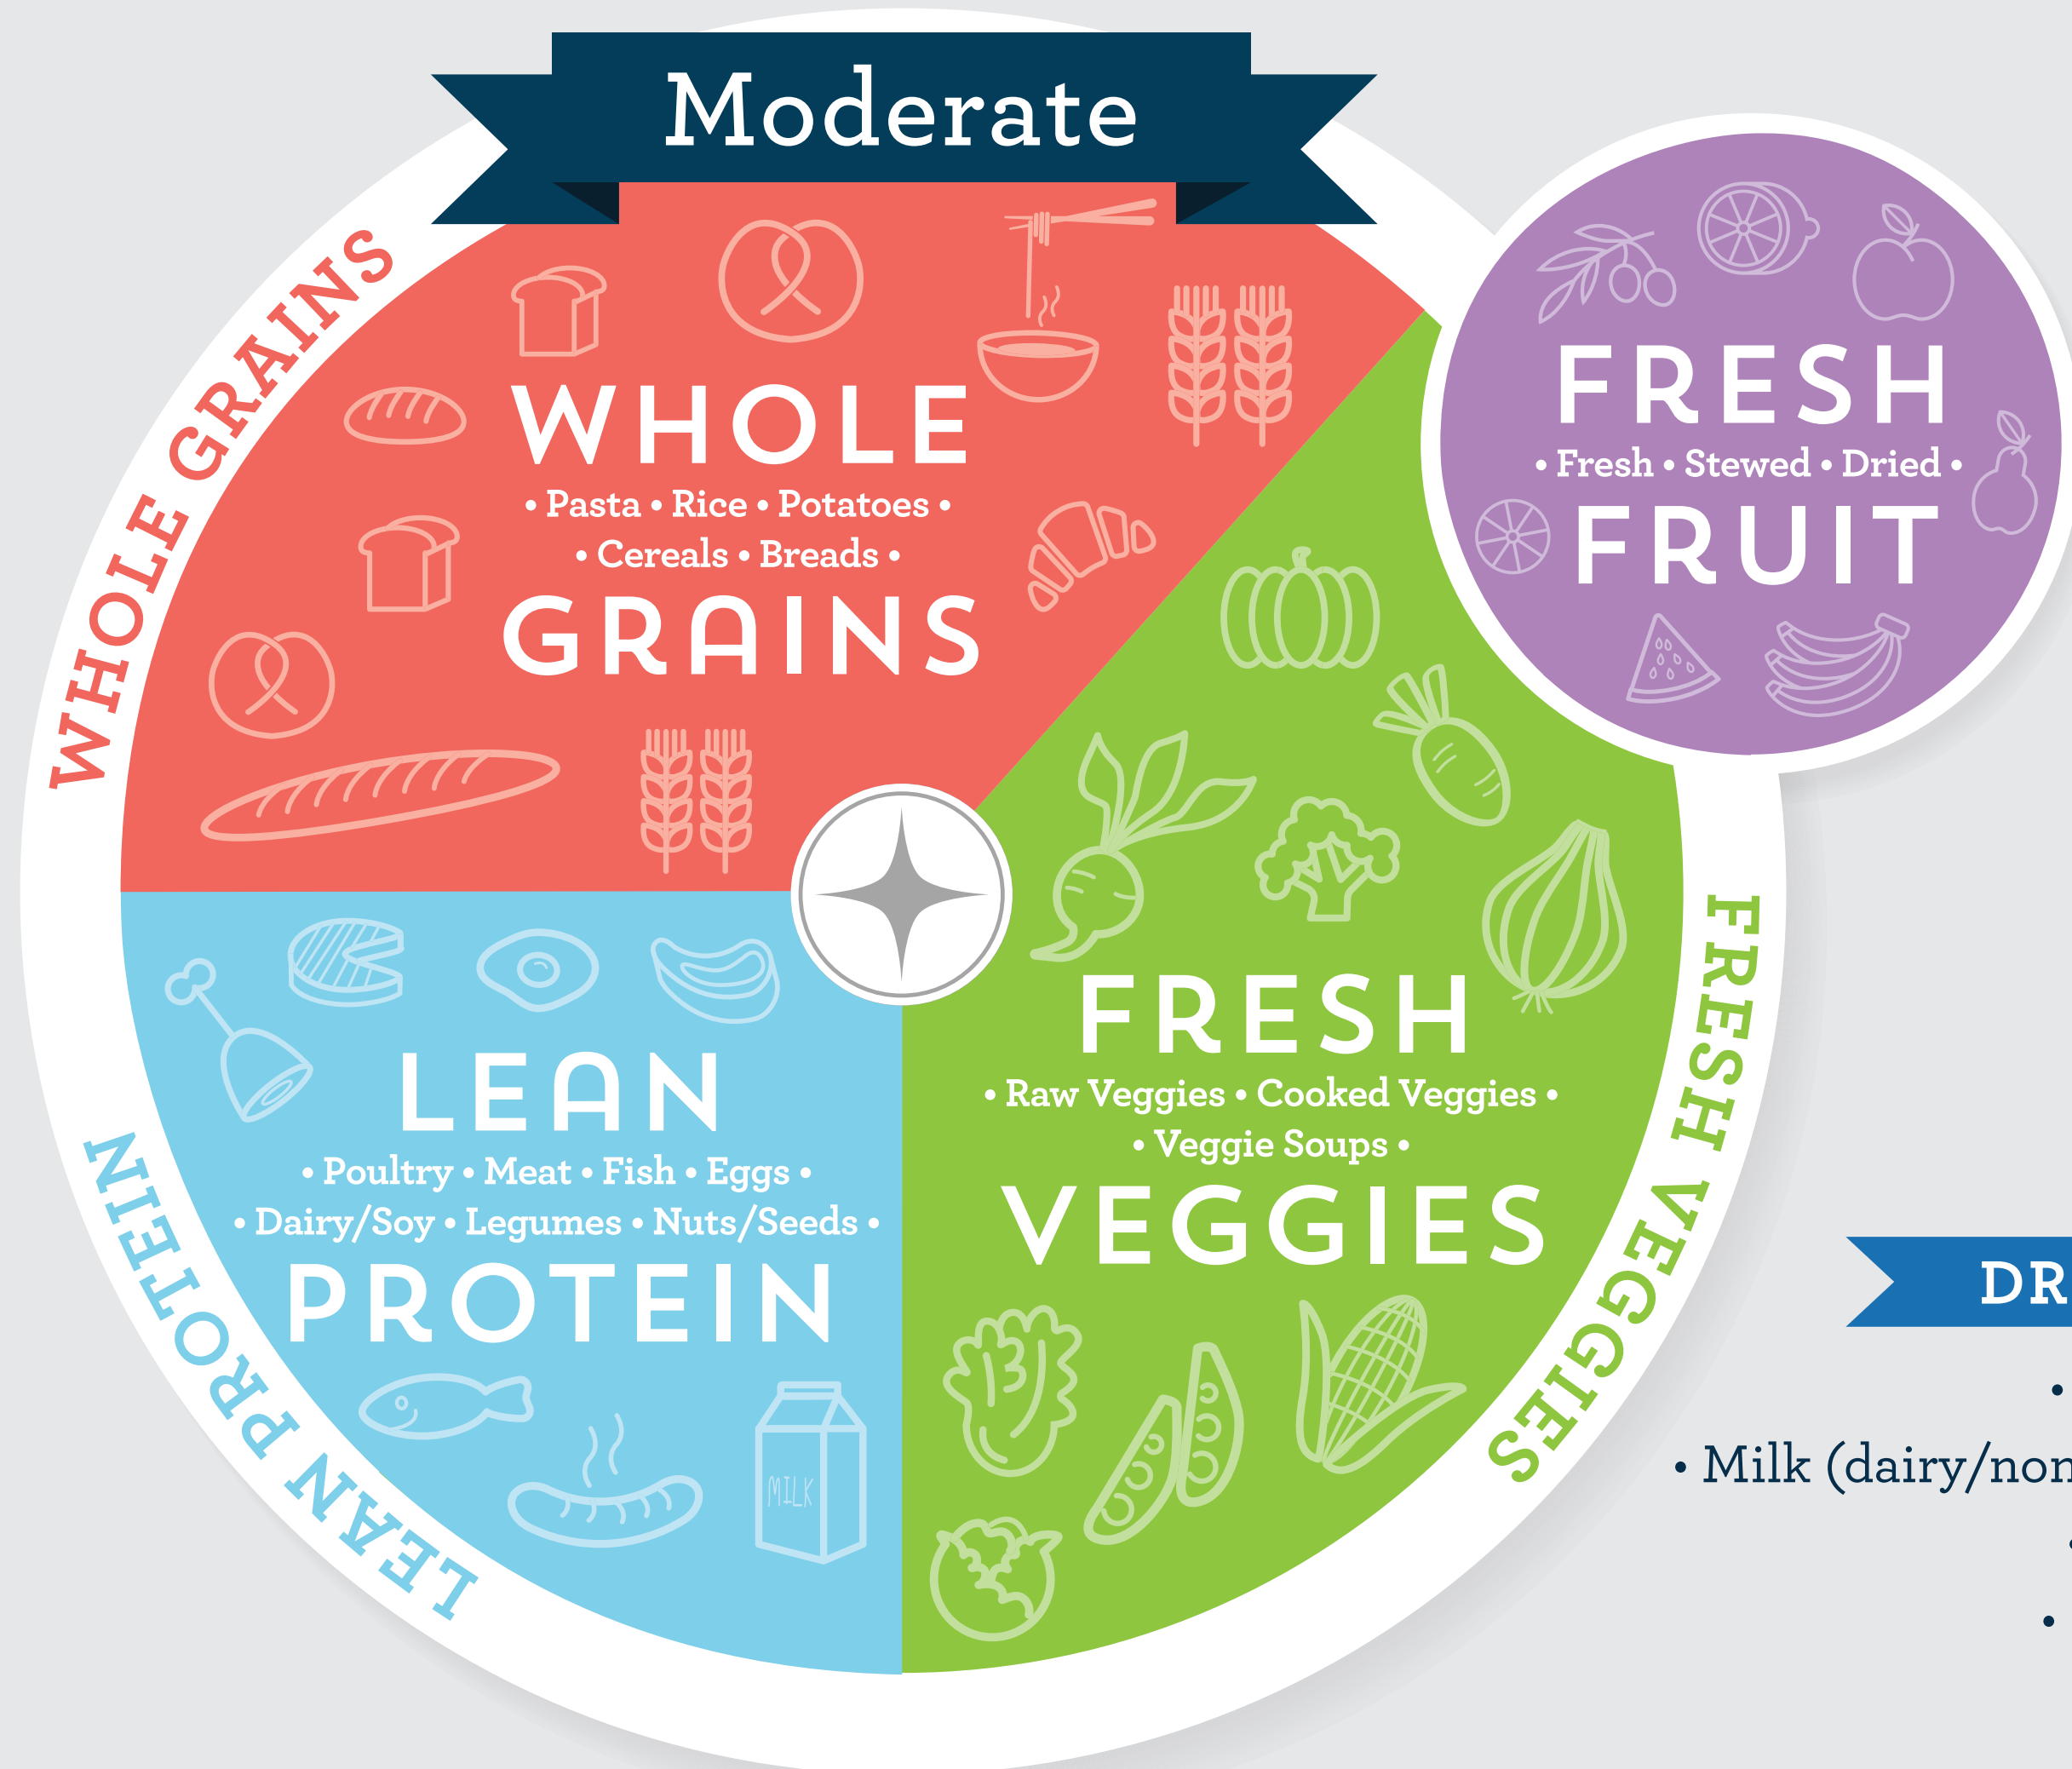 Moderate
WHOLE GRAINS
WHOLE
• Pasta • Rice • Potatoes •
• Cereals • Breads •
GRAINS
FRESH
• Fresh • Stewed • Dried •
FRUIT
LEAN PROTEIN
LEAN
• Poultry • Meat • Fish • Eggs •
• Dairy/Soy • Legumes • Nuts/Seeds •
PROTEIN
MILK
FRESH
• Raw Veggies • Cooked Veggies •
• Veggie Soups •
VEGGIES
FRESH VEGGIES
• Milk (dairy/